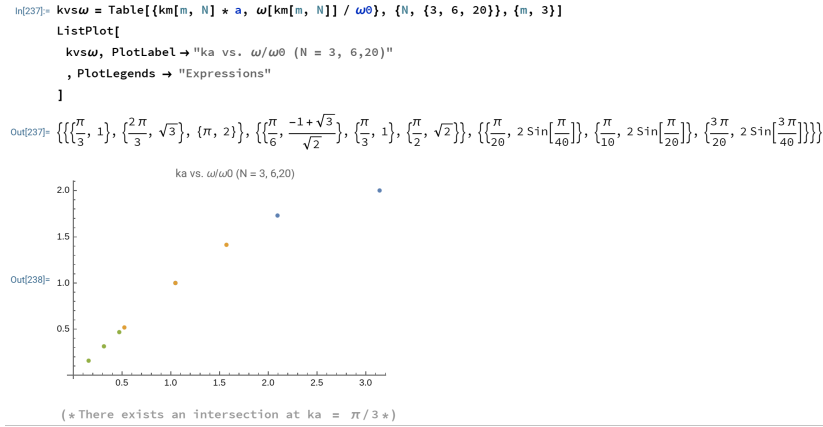 In[237]:= kvsω = Table[{km[m, N] * a, ω[km[m, N]] / ω0}, {N, {3, 6, 20}}, {m, 3}]
ListPlot[
kvsω, PlotLabel → "ka vs. ω/ω0 (N = 3, 6,20)"
, PlotLegends → "Expressions"
]
Out[237]= {{{π/3, 1}, {2 π/3, √3}, {π, 2}}, {{π/6, (-1 + √3)/√2}, {π/3, 1}, {π/2, √2}}, {{π/20, 2 Sin[π/40]}, {π/10, 2 Sin[π/20]}, {3 π/20, 2 Sin[3 π/40]}}}
ka vs. ω/ω0 (N = 3, 6,20)
2.0
1.5
Out[238]= 1.0
0.5
0.5 1.0 1.5 2.0 2.5 3.0
(*There exists an intersection at ka = π/3*)